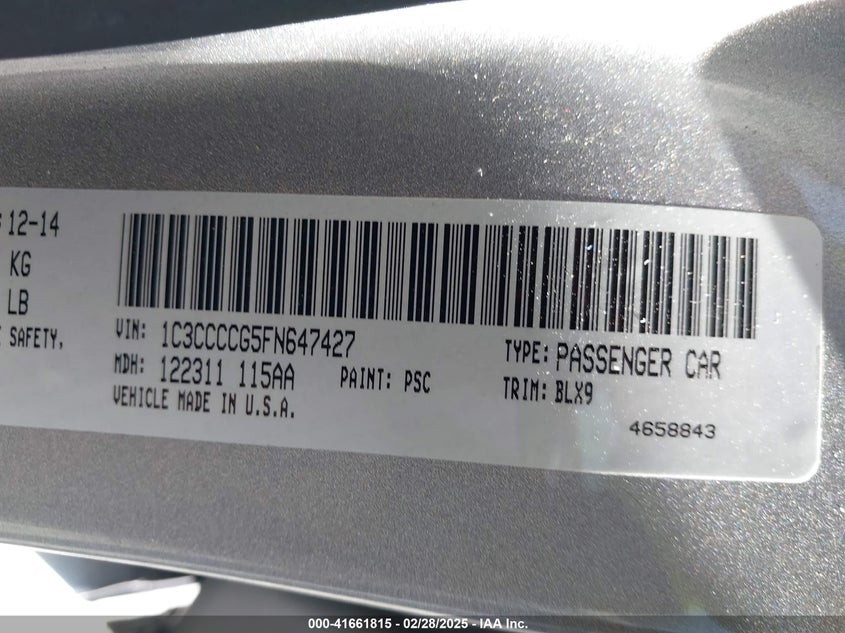 12-14
KG
LB
SAFETY,
VIN: 1C3CCCCG5FN647427
TYPE: PASSENGER CAR
MDH: 122311 115AA
PAINT: PSC
TRIM: BLX9
VEHICLE MADE IN U.S.A.
4658843
000-41661815 - 02/28/2025 - IAA Inc.